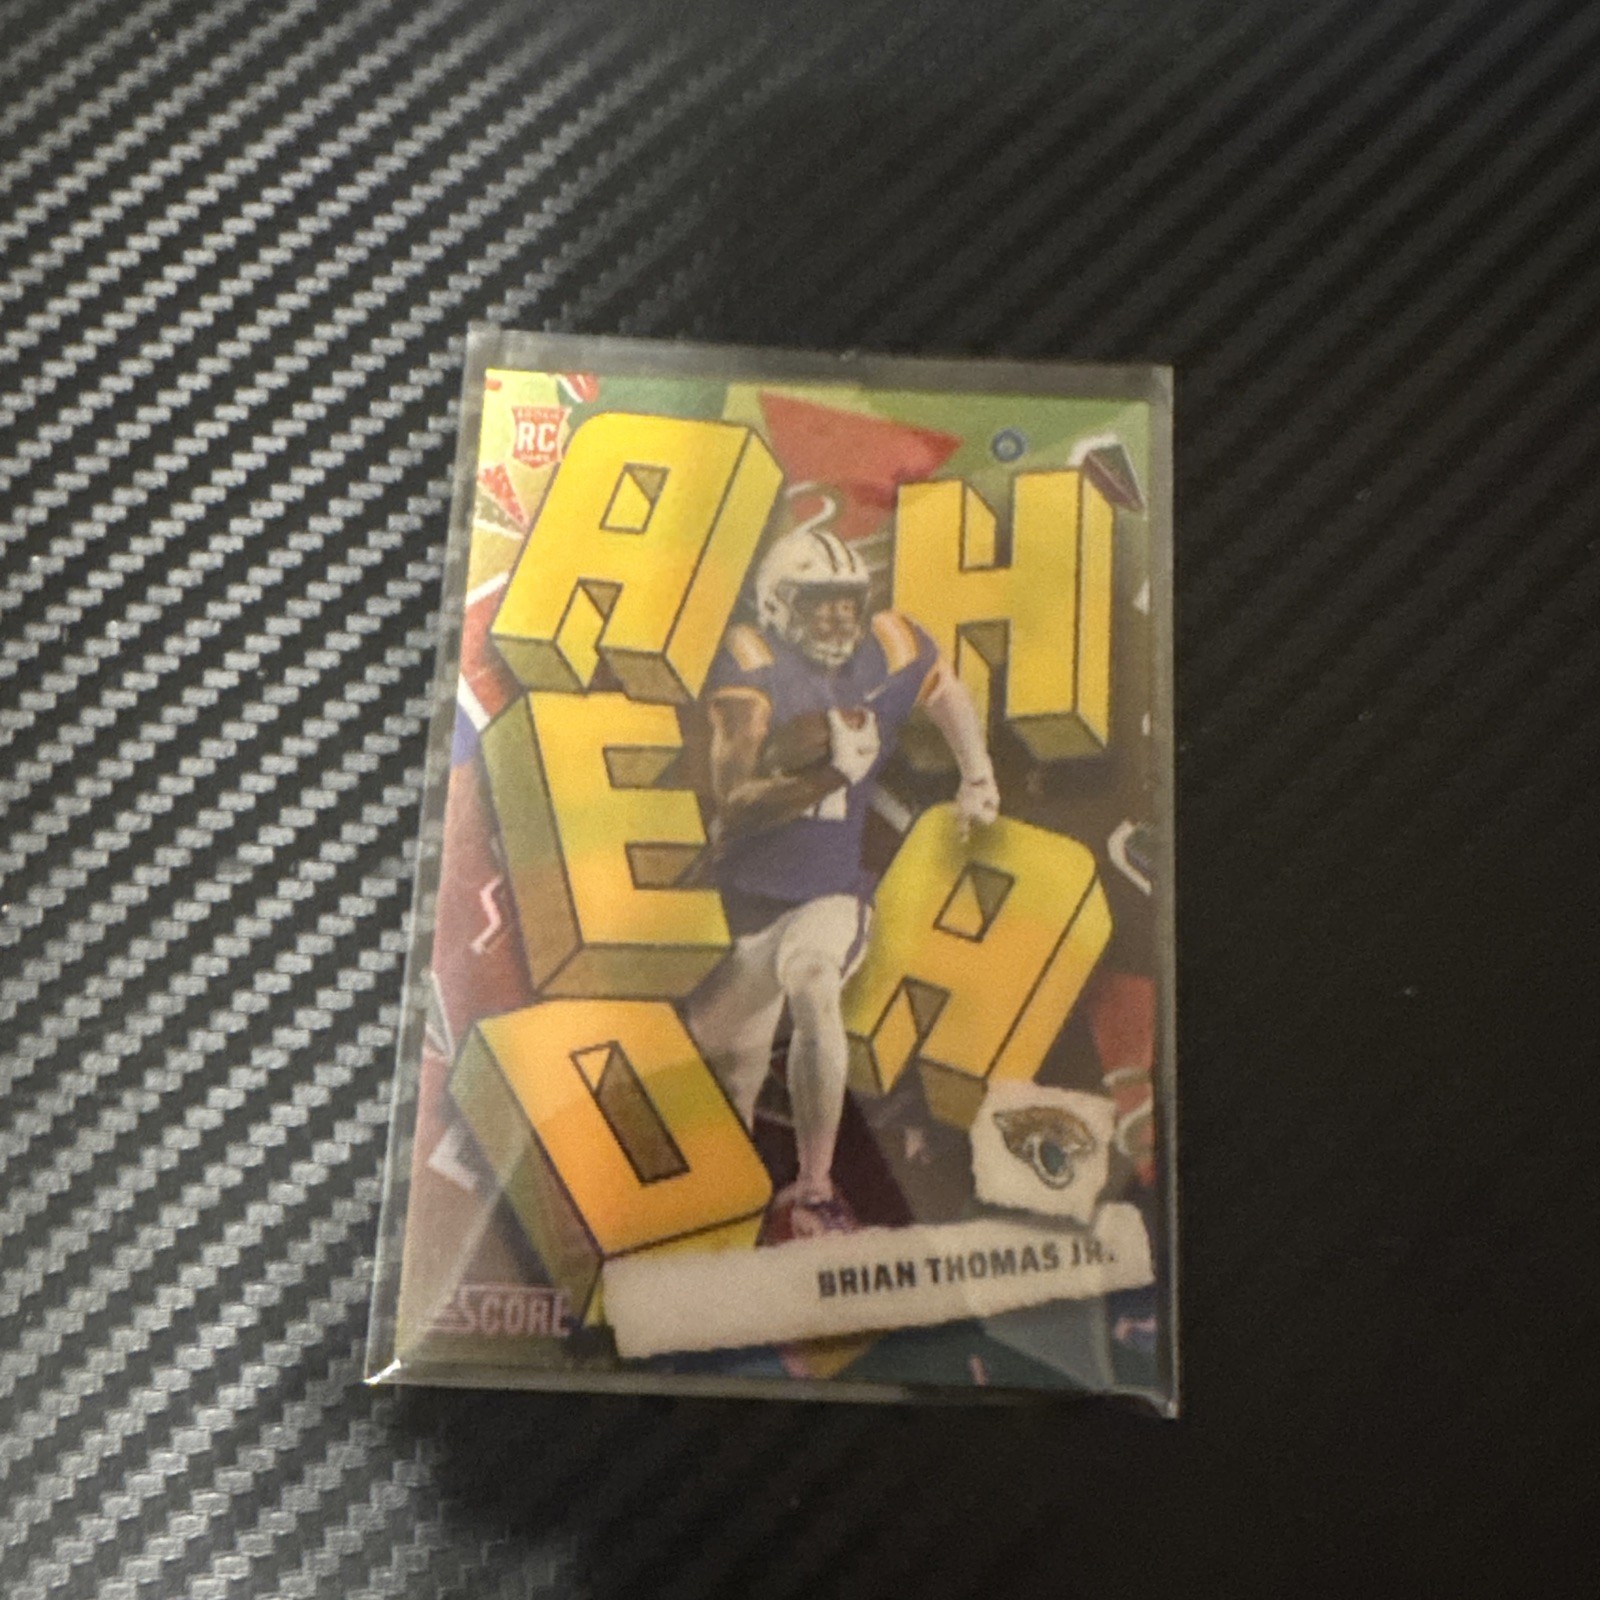 RC
A H
E A
D
BRIAN THOMAS JR.
SCORE